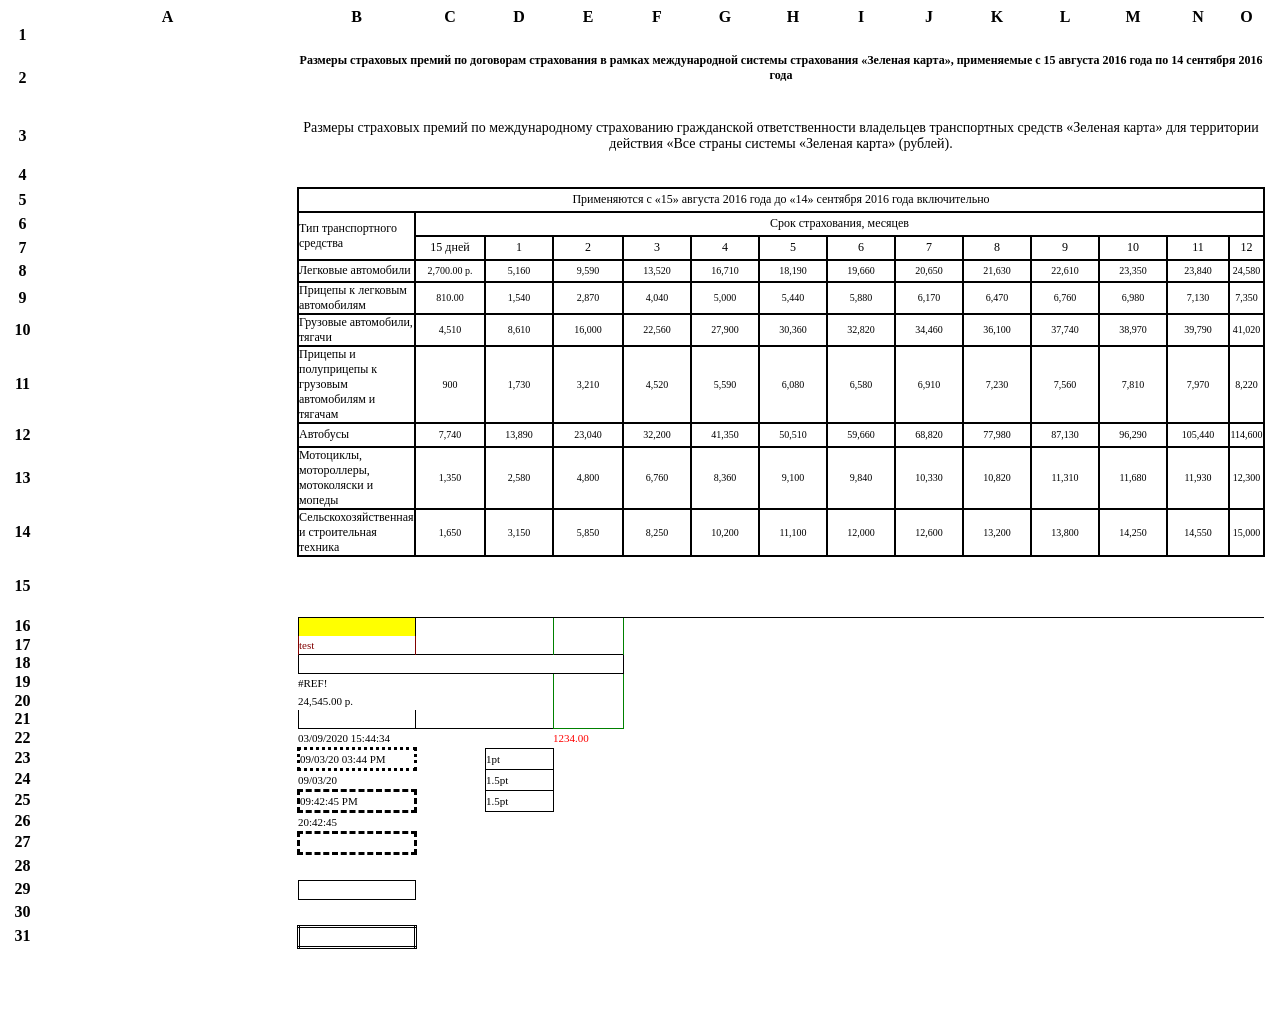 A B C D E F G H I J K L M N O
1
2 Размеры страховых премий по договорам страхования в рамках международной системы страхования «Зеленая карта», применяемые с 15 августа 2016 года по 14 сентября 2016
года
3 Размеры страховых премий по международному страхованию гражданской ответственности владельцев транспортных средств «Зеленая карта» для территории
действия «Все страны системы «Зеленая карта» (рублей).
4
5 Применяются с «15» августа 2016 года до «14» сентября 2016 года включительно
6 Тип транспортного
средства
Срок страхования, месяцев
7 15 дней 1 2 3 4 5 6 7 8 9 10 11 12
8 Легковые автомобили 2,700.00 р. 5,160 9,590 13,520 16,710 18,190 19,660 20,650 21,630 22,610 23,350 23,840 24,580
9 Прицепы к легковым
автомобилям
810.00 1,540 2,870 4,040 5,000 5,440 5,880 6,170 6,470 6,760 6,980 7,130 7,350
10 Грузовые автомобили,
тягачи
4,510 8,610 16,000 22,560 27,900 30,360 32,820 34,460 36,100 37,740 38,970 39,790 41,020
11 Прицепы и
полуприцепы к
грузовым
автомобилям и
тягачам
900 1,730 3,210 4,520 5,590 6,080 6,580 6,910 7,230 7,560 7,810 7,970 8,220
12 Автобусы 7,740 13,890 23,040 32,200 41,350 50,510 59,660 68,820 77,980 87,130 96,290 105,440 114,600
13 Мотоциклы,
мотороллеры,
мотоколяски и
мопеды
1,350 2,580 4,800 6,760 8,360 9,100 9,840 10,330 10,820 11,310 11,680 11,930 12,300
14 Сельскохозяйственная
и строительная
техника
1,650 3,150 5,850 8,250 10,200 11,100 12,000 12,600 13,200 13,800 14,250 14,550 15,000
15
16
17 test
18
19 #REF!
20 24,545.00 р.
21
22 03/09/2020 15:44:34 1234.00
23 09/03/20 03:44 PM 1pt
24 09/03/20 1.5pt
25 09:42:45 PM 1.5pt
26 20:42:45
27
28
29
30
31